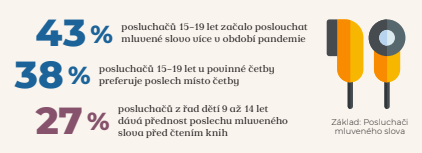 43 % posluchačů 15–19 let začalo poslouchat
mluvené slovo více v období pandemie
38 % posluchačů 15–19 let u povinné četby
preferuje poslech místo četby
27 % posluchačů z řad dětí 9 až 14 let
dává přednost poslechu mluveného
slova před čtením knih
Základ: Posluchači
mluveného slova